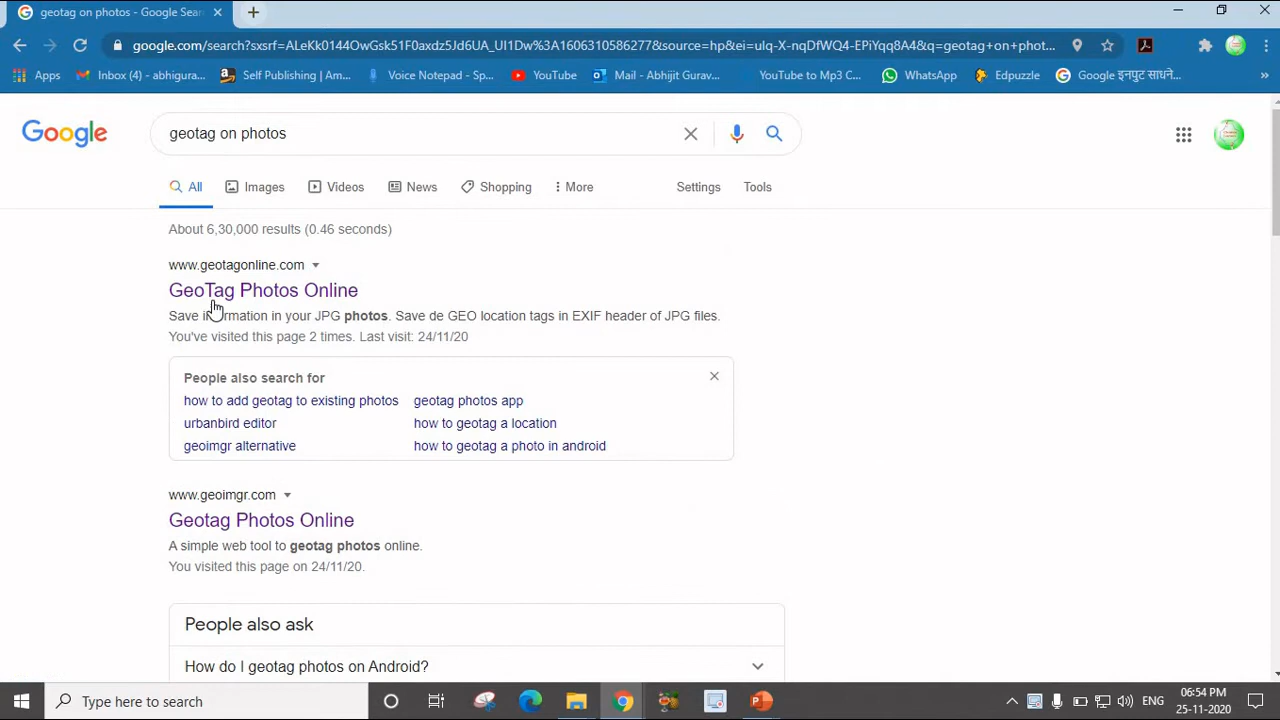 geotag on photos - Google Sear
google.com/search?sxsrf=ALeKk0144OwGsk51F0axdz5Jd6UA_UI1Dw%3A1606310586277&source=hp&ei=ulq-X-nqDfWQ4-EPiYqq8A4&q=geotag+on+phot...
Apps
Inbox (4) - abhigura...
Self Publishing | Am...
Voice Notepad - Sp...
YouTube
Mail - Abhijit Gurav...
YouTube to Mp3 C...
WhatsApp
Edpuzzle
Google इनपुट साधने...
Google
geotag on photos
All
Images
Videos
News
Shopping
More
Settings
Tools
About 6,30,000 results (0.46 seconds)
www.geotagonline.com
GeoTag Photos Online
Save information in your JPG photos. Save de GEO location tags in EXIF header of JPG files.
You've visited this page 2 times. Last visit: 24/11/20
People also search for
how to add geotag to existing photos geotag photos app
urbanbird editor how to geotag a location
geoimgr alternative how to geotag a photo in android
www.geoimgr.com
Geotag Photos Online
A simple web tool to geotag photos online.
You visited this page on 24/11/20.
People also ask
How do I geotag photos on Android?
Type here to search
ENG
06:54 PM
25-11-2020